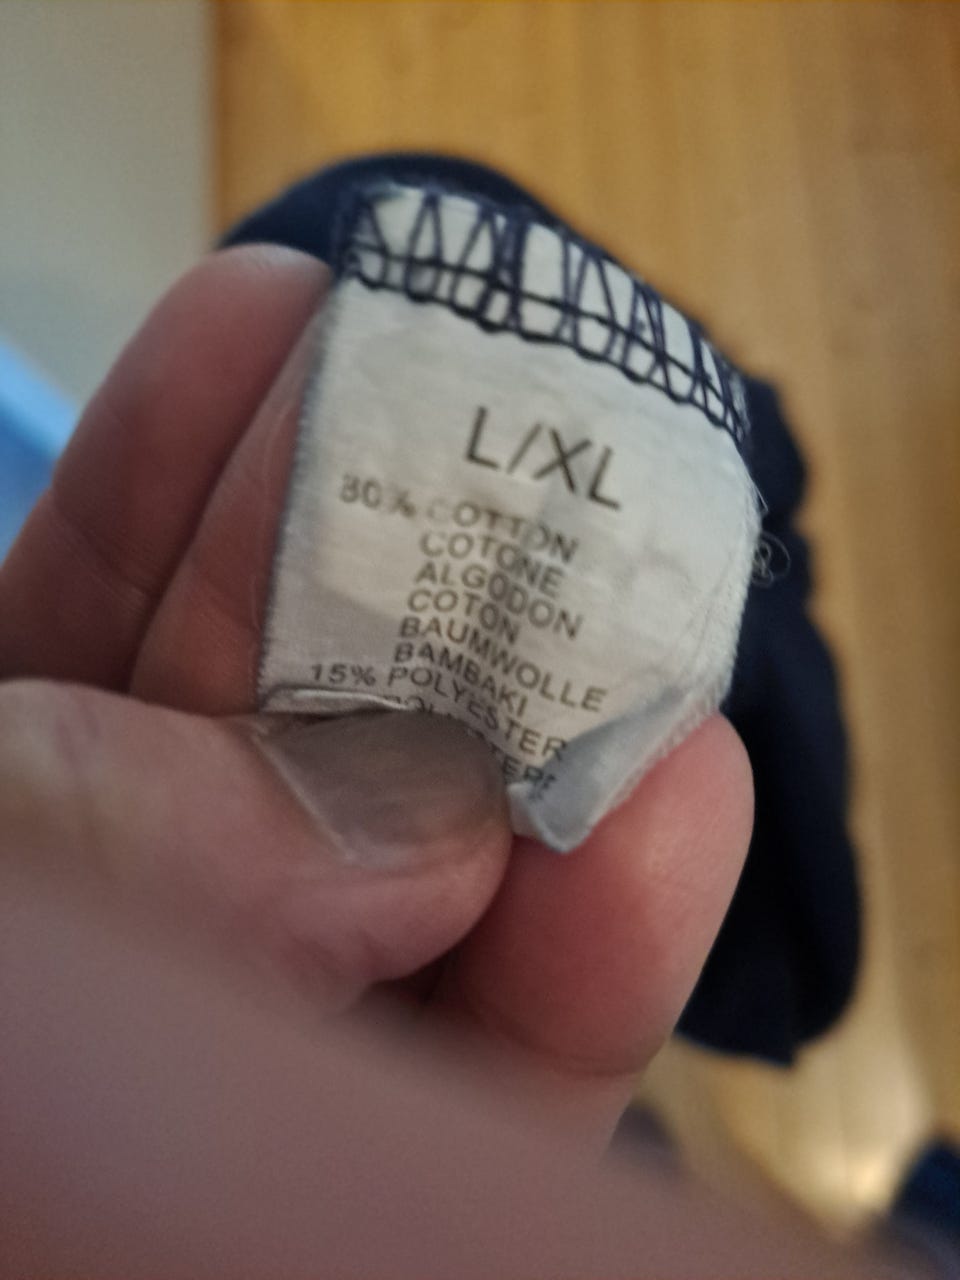 L/XL
80% COTTON
COTONE
ALGODON
COTON
BAUMWOLLE
BAMBAKI
15% POLYESTER